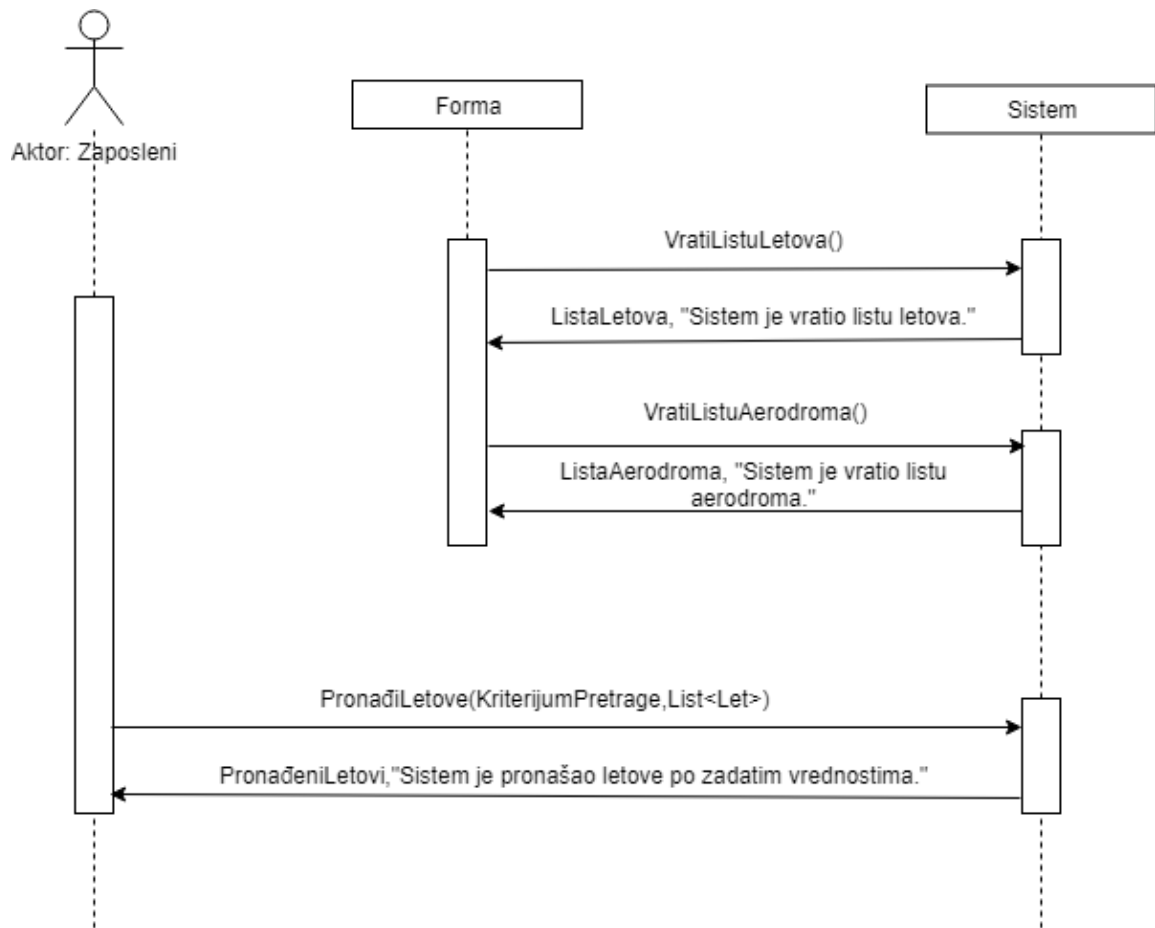 Aktor: Zaposleni
Forma
Sistem
VratiListuLetova()
ListaLetova, "Sistem je vratio listu letova."
VratiListuAerodroma()
ListaAerodroma, "Sistem je vratio listu
aerodroma."
PronađiLetove(KriterijumPretrage,List<Let>)
PronađeniLetovi,"Sistem je pronašao letove po zadatim vrednostima."